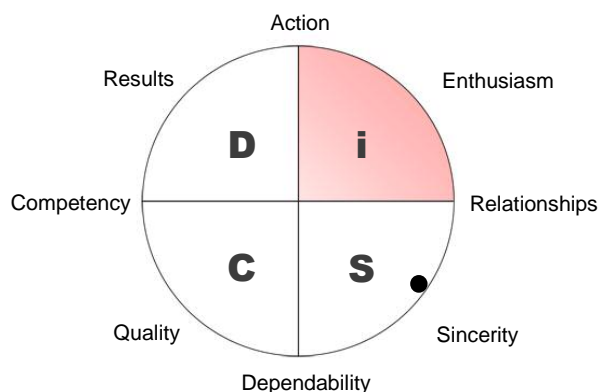 Action
Results
Enthusiasm
D
i
Competency
Relationships
C
S
Quality
Sincerity
Dependability